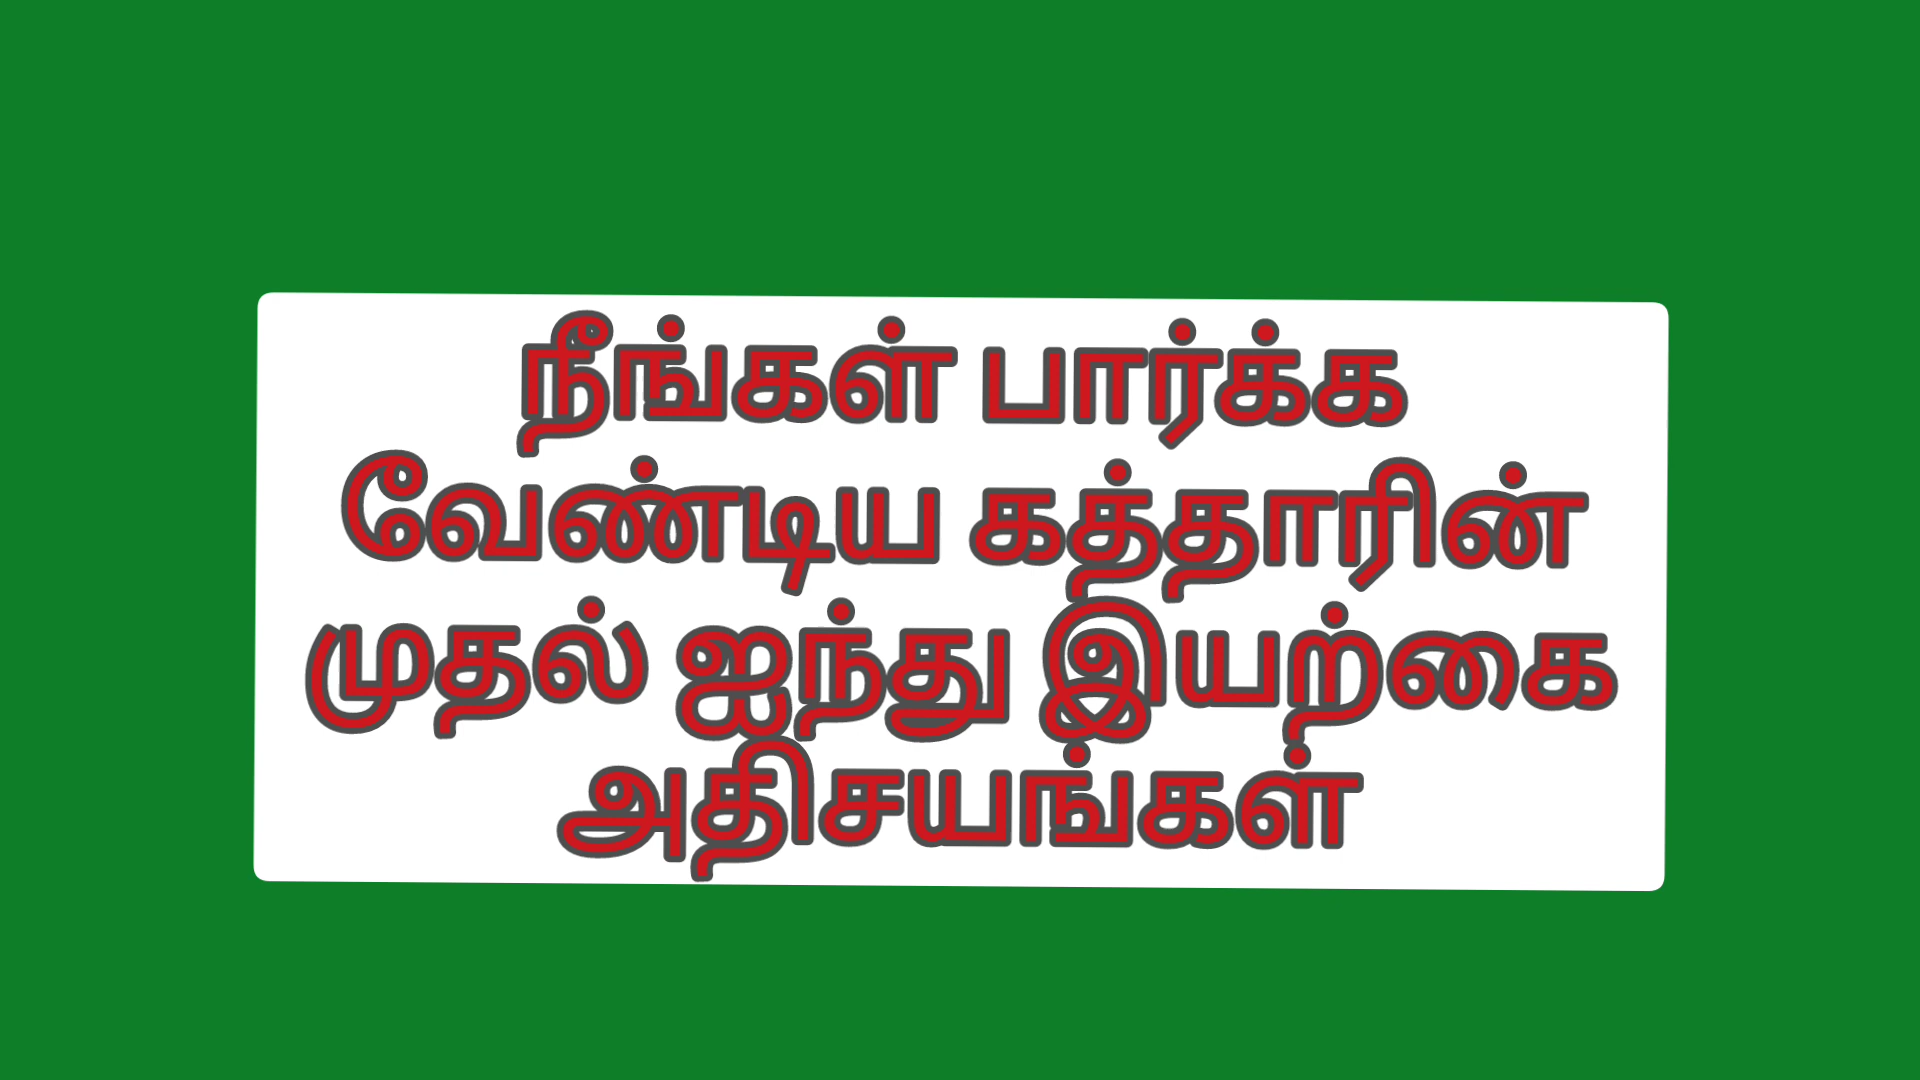 நீங்கள் பார்க்க
வேண்டிய கத்தாரின்
முதல் ஐந்து இயற்கை
அதிசயங்கள்